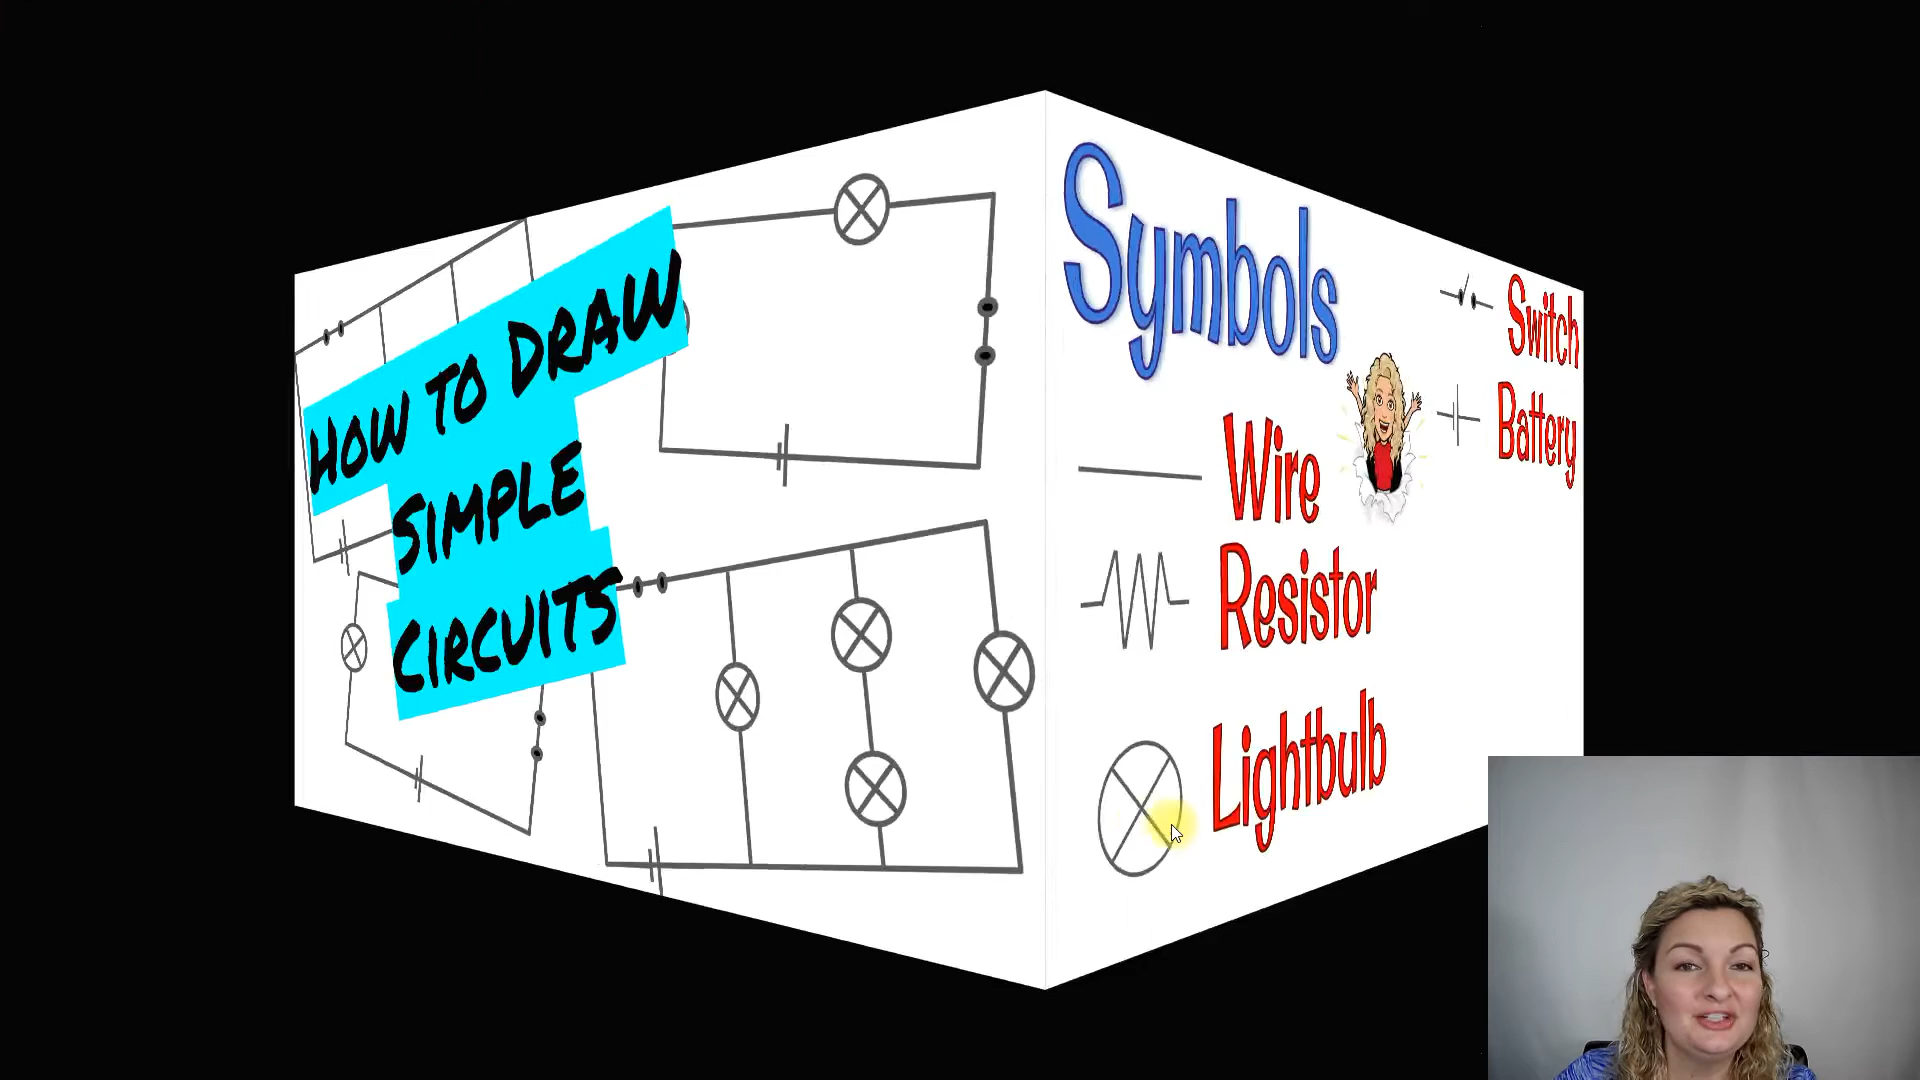 How to Draw
Simple
Circuits
Symbols
Wire
Resistor
Lightbulb
Switch
Battery